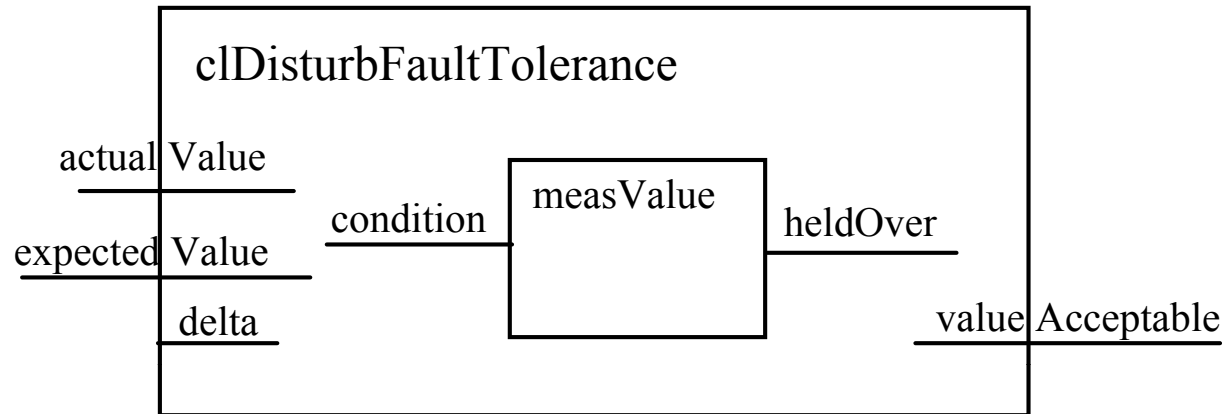 clDisturbFaultTolerance
actual Value
measValue
condition
heldOver
expected Value
delta
value Acceptable